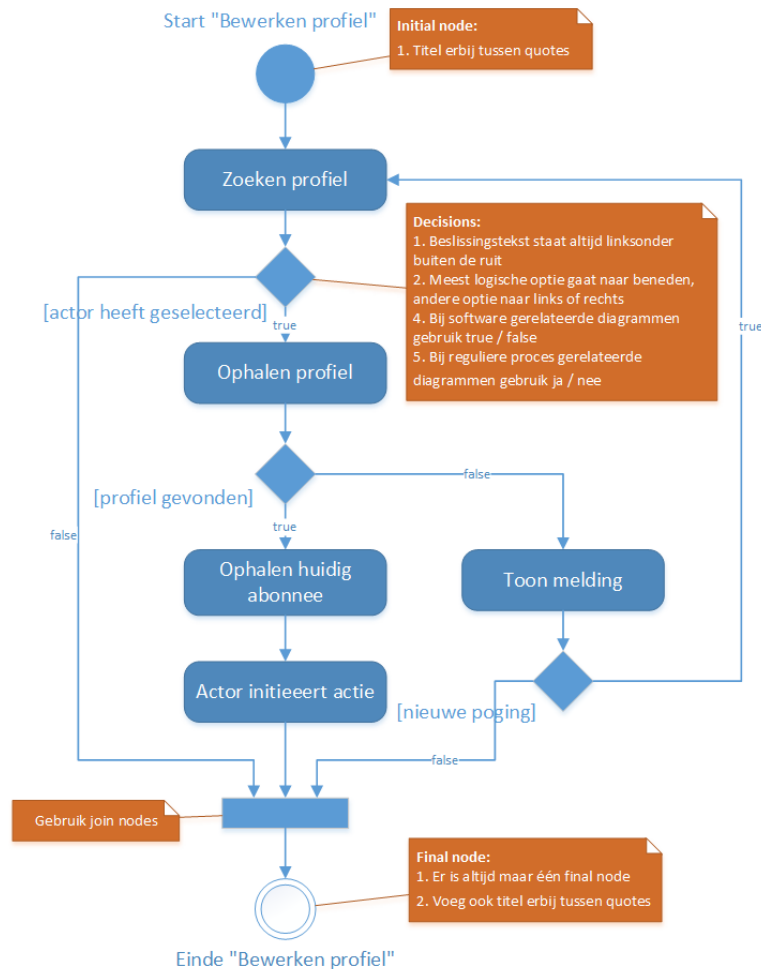 Start "Bewerken profiel"
Initial node:
1. Titel erbij tussen quotes
Zoeken profiel
Decisions:
1. Beslissingstekst staat altijd linksonder
buiten de ruit
2. Meest logische optie gaat naar beneden,
andere optie naar links of rechts
4. Bij software gerelateerde diagrammen
gebruik true / false
5. Bij reguliere proces gerelateerde
diagrammen gebruik ja / nee
[actor heeft geselecteerd]
true
true
Ophalen profiel
[profiel gevonden]
false
true
false
Ophalen huidig
abonnee
Toon melding
Actor initieeert actie
[nieuwe poging]
false
Gebruik join nodes
Final node:
1. Er is altijd maar één final node
2. Voeg ook titel erbij tussen quotes
Einde "Bewerken profiel"